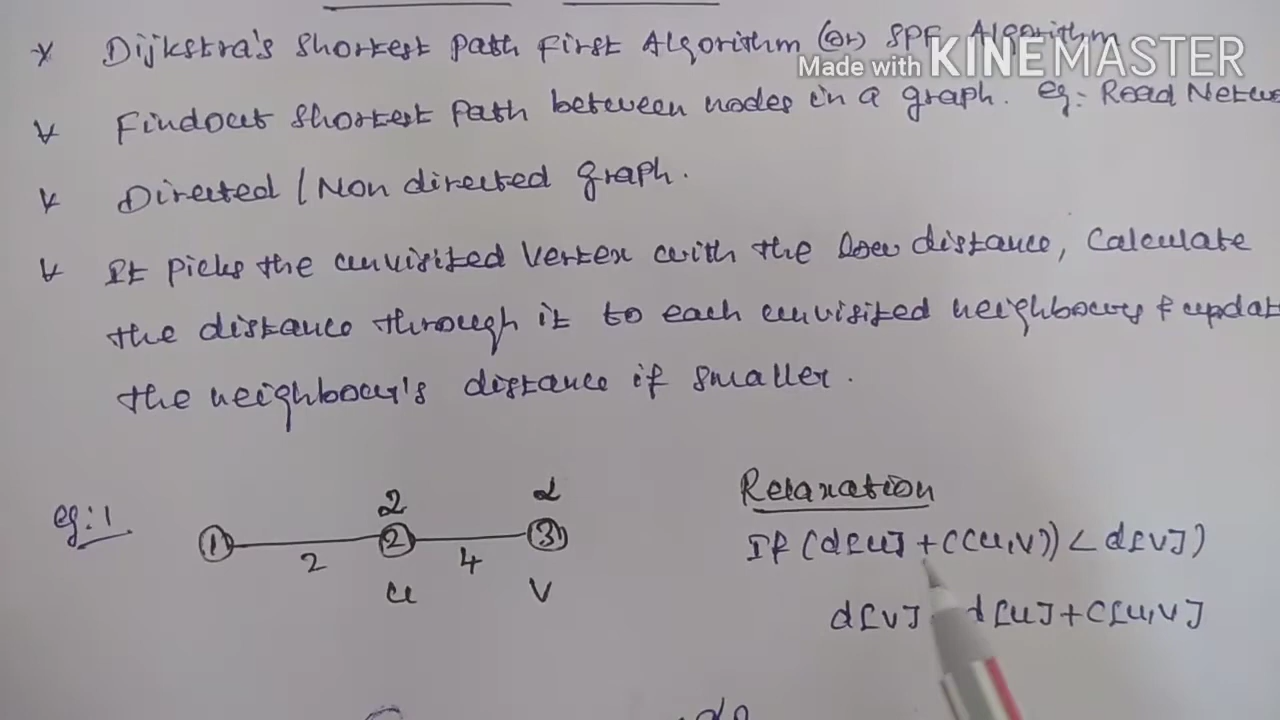 * Dijkstra's Shortest Path First Algorithm (or) SPF Algorithm
Made with KINEMASTER
* Findout Shortest Path between nodes in a graph. eg: Road Netw
* Directed / Non directed graph.
* It picks the unvisited vertex with the low distance, Calculate
the distance through it to each unvisited neighbours & updat
the neighbour's distance if smaller.
eg:1
2 α
1 2 3
2 4
u v
Relaxation
If (d[u] + C(u,v)) < d[v])
d[v] d[u] + C[u,v]